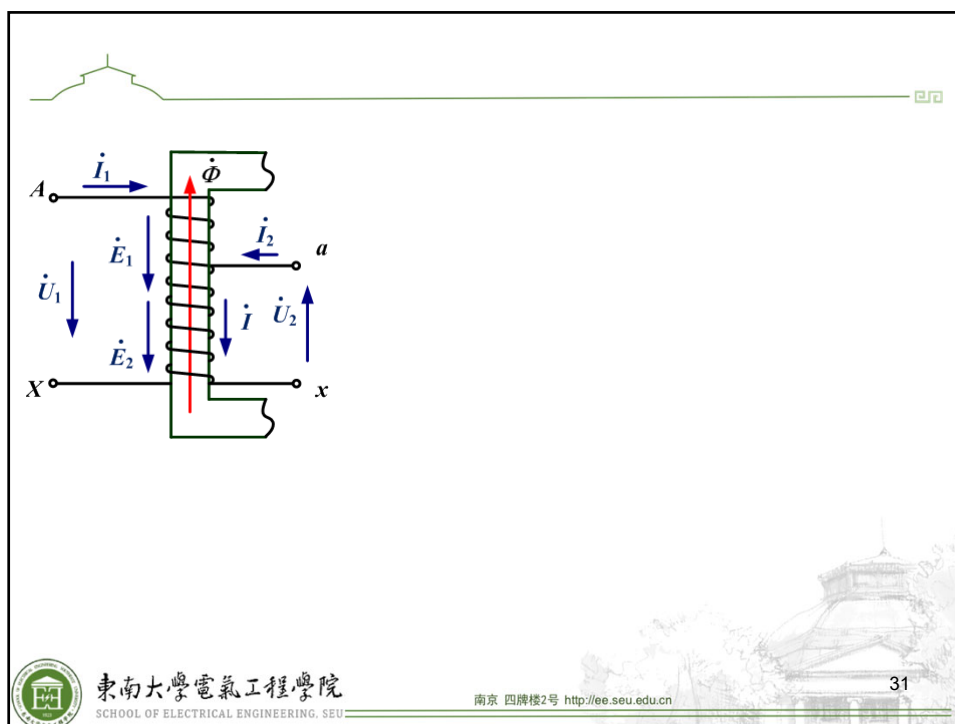 İ₁
Φ̇
A
İ₂
a
Ė₁
U̇₁
İ
U̇₂
Ė₂
X
x
31
東南大學電氣工程學院
南京 四牌楼2号 http://ee.seu.edu.cn
SCHOOL OF ELECTRICAL ENGINEERING, SEU